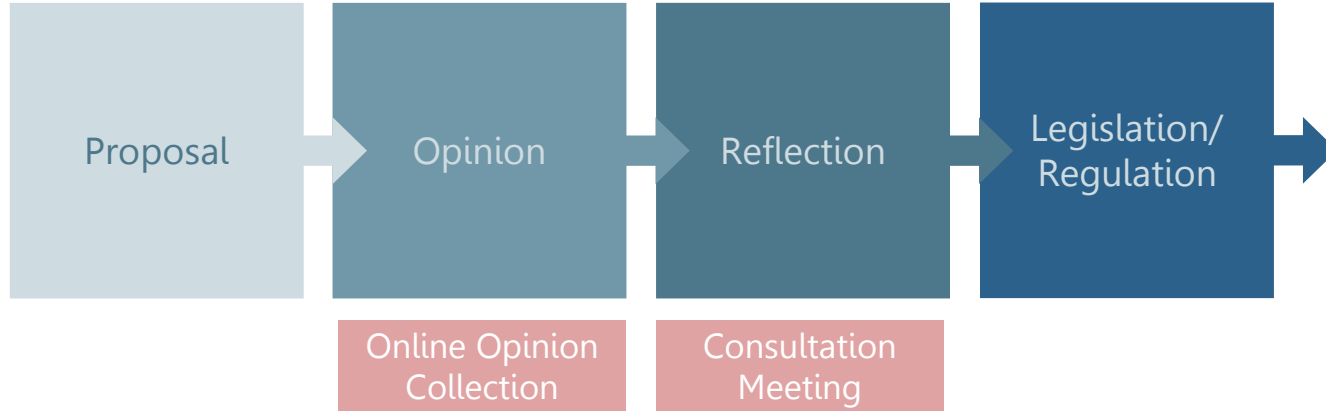 Proposal
Opinion
Reflection
Legislation/
Regulation
Online Opinion
Collection
Consultation
Meeting